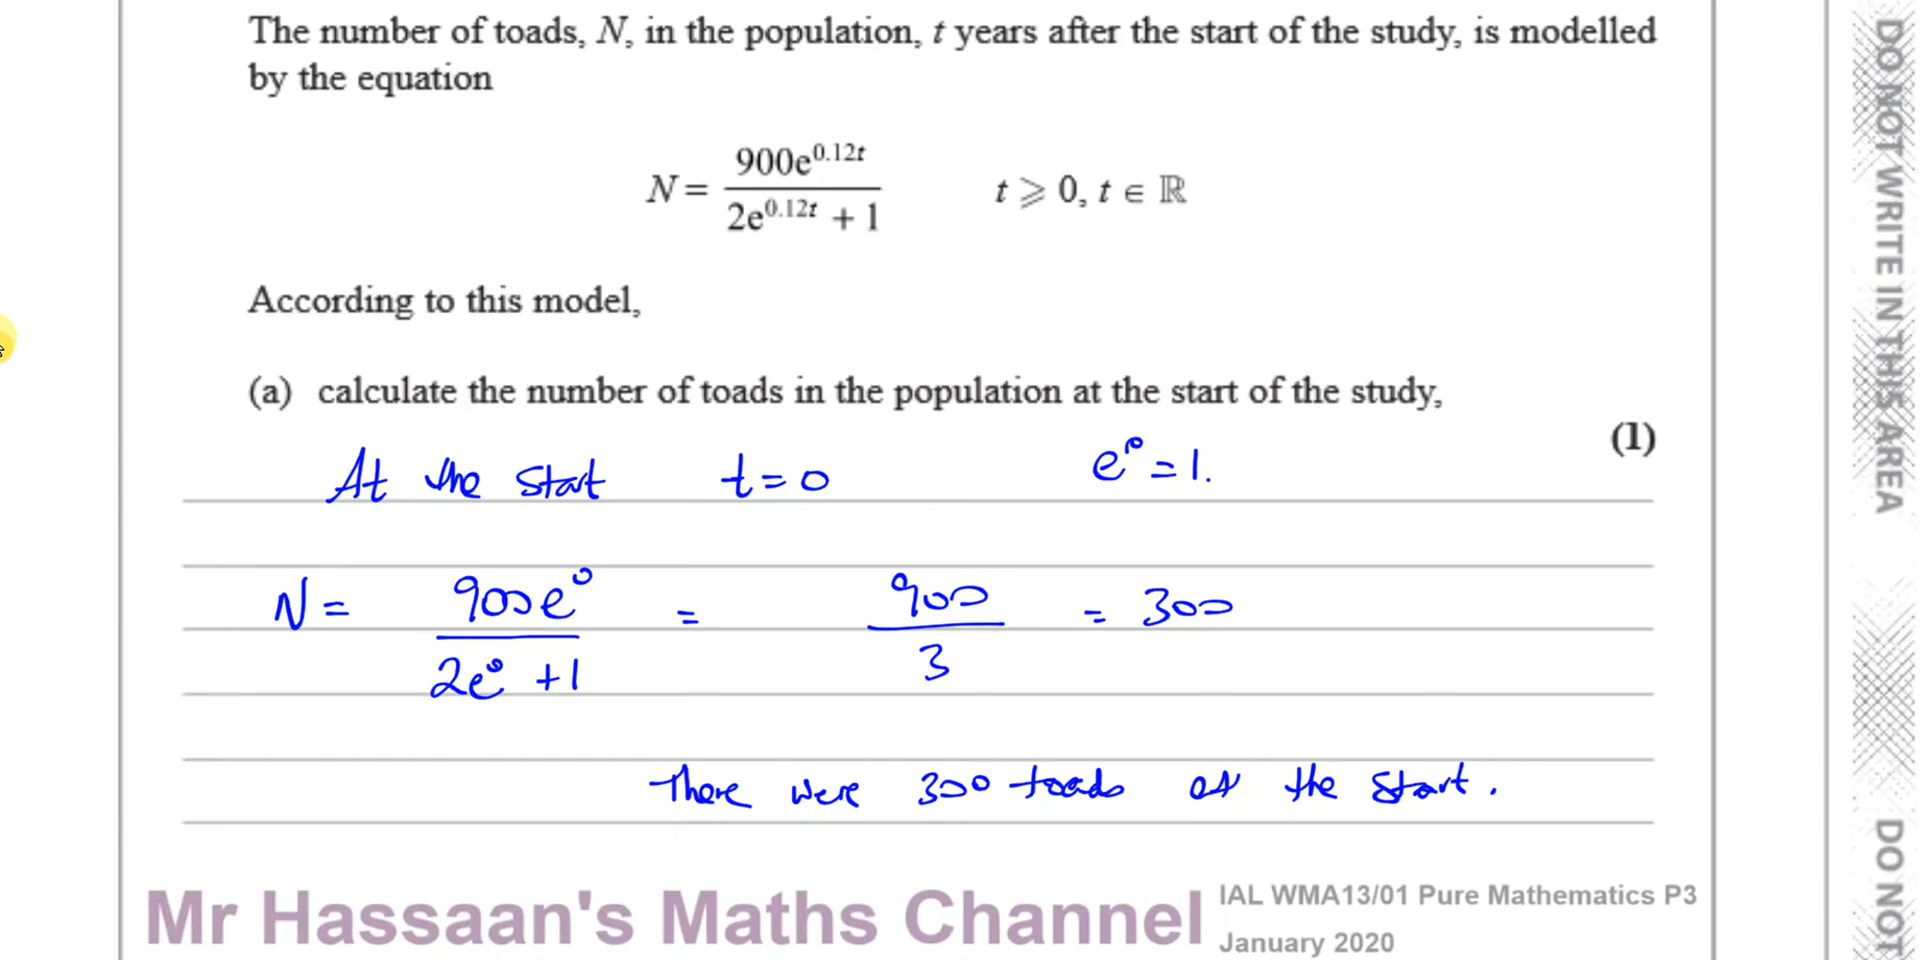 The number of toads, N, in the population, t years after the start of the study, is modelled
by the equation
N = 900e^0.12t / 2e^0.12t + 1    t ⩾ 0, t ∈ ℝ
According to this model,
(a) calculate the number of toads in the population at the start of the study,
(1)
At the start t = 0 e⁰ = 1.
N = 900e⁰ / 2e⁰ + 1 = 900 / 3 = 300
There were 300 toads at the start.
Mr Hassaan's Maths Channel
IAL WMA13/01 Pure Mathematics P3
January 2020
DO NOT WRITE IN THIS AREA
DO NOT